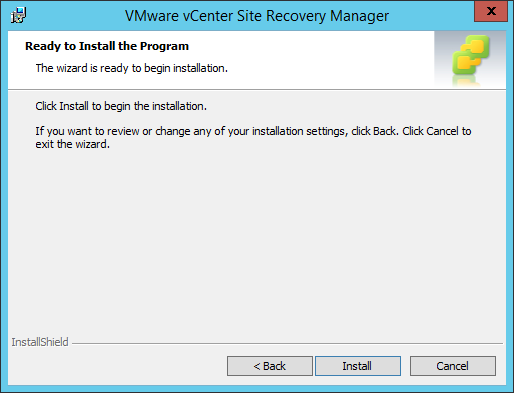 VMware vCenter Site Recovery Manager
x
Ready to Install the Program
The wizard is ready to begin installation.
Click Install to begin the installation.
If you want to review or change any of your installation settings, click Back. Click Cancel to
exit the wizard.
InstallShield
< Back
Install
Cancel